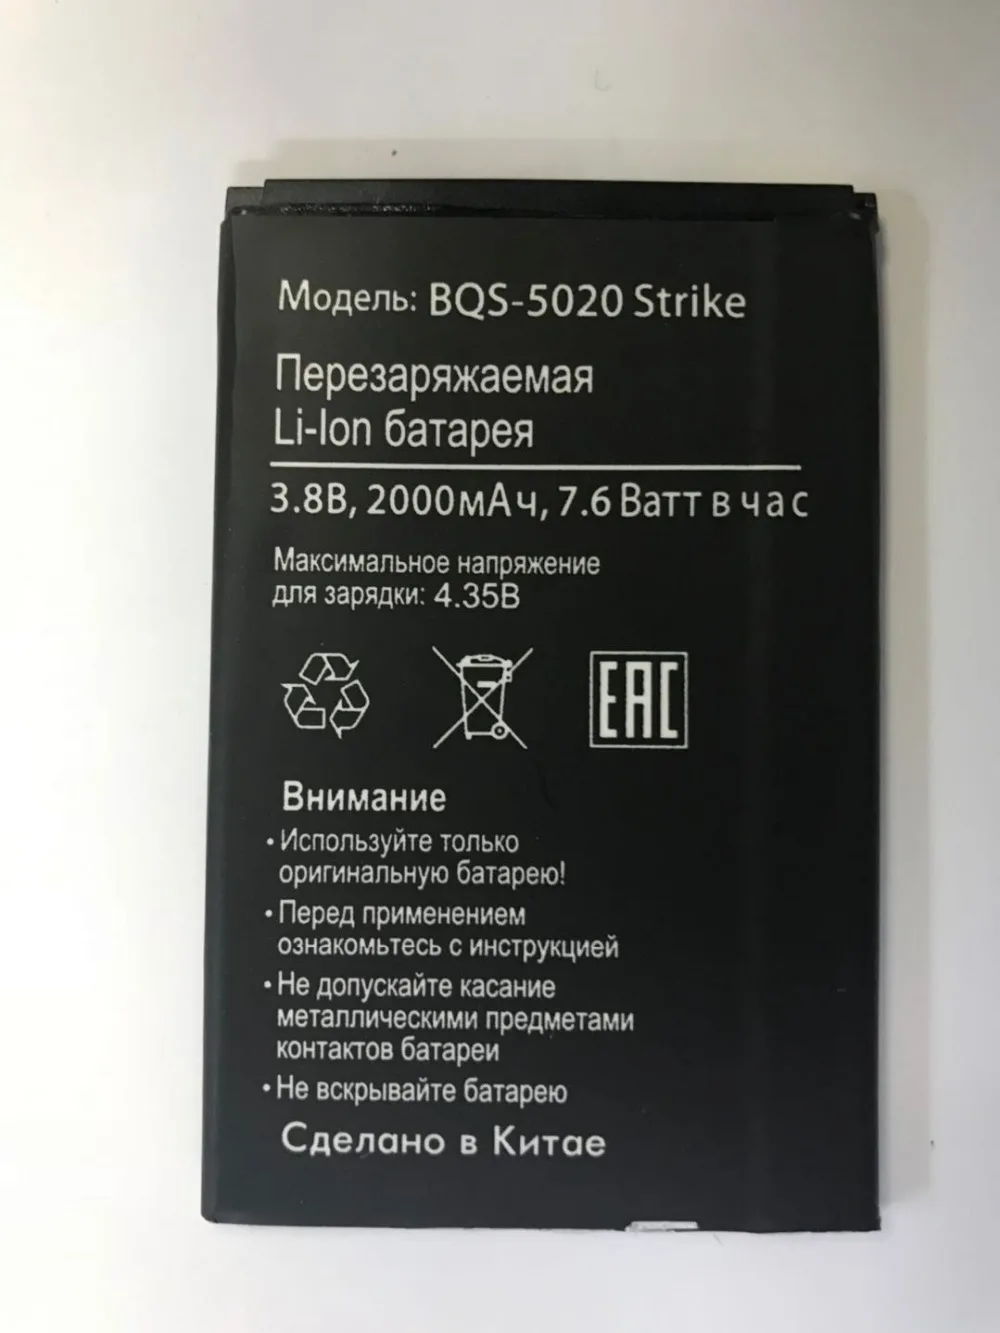 Модель: BQS-5020 Strike
Перезаряжаемая
Li-Ion батарея
3.8В, 2000мАч, 7.6 Ватт в час
Максимальное напряжение
для зарядки: 4.35В
EAC
Внимание
• Используйте только
оригинальную батарею!
• Перед применением
ознакомьтесь с инструкцией
• Не допускайте касание
металлическими предметами
контактов батареи
• Не вскрывайте батарею
Сделано в Китае